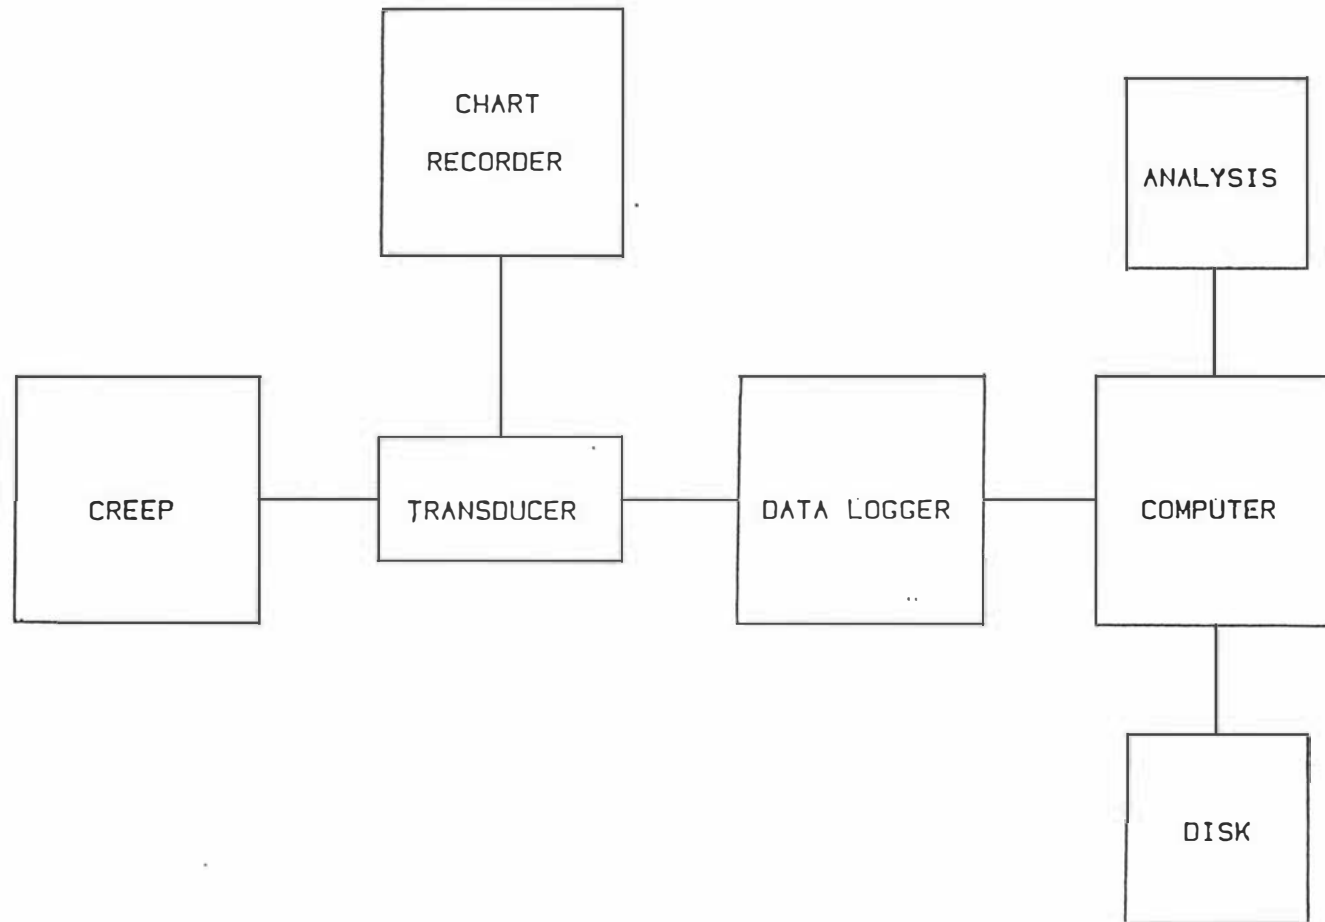 CHART
RECORDER
ANALYSIS
CREEP
TRANSDUCER
DATA LOGGER
COMPUTER
DISK